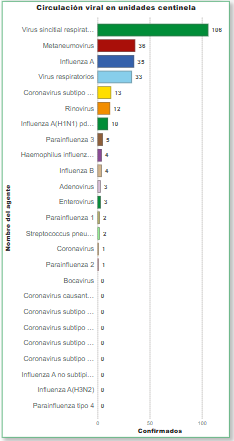 Circulación viral en unidades centinela
Nombre del agente
Virus sincitial respirat... 106
Metaneumovirus 36
Influenza A 35
Virus respiratorios 33
Coronavirus subtipo ... 13
Rinovirus 12
Influenza A(H1N1) pd... 10
Parainfluenza 3 5
Haemophilus influenz... 4
Influenza B 4
Adenovirus 3
Enterovirus 3
Parainfluenza 1 2
Streptococcus pneu... 2
Coronavirus 1
Parainfluenza 2 1
Bocavirus 0
Coronavirus causant... 0
Coronavirus subtipo ... 0
Coronavirus subtipo ... 0
Coronavirus subtipo ... 0
Coronavirus subtipo ... 0
Influenza A no subtipi... 0
Influenza A(H3N2) 0
Parainfluenza tipo 4 0
0 50 100
Confirmados